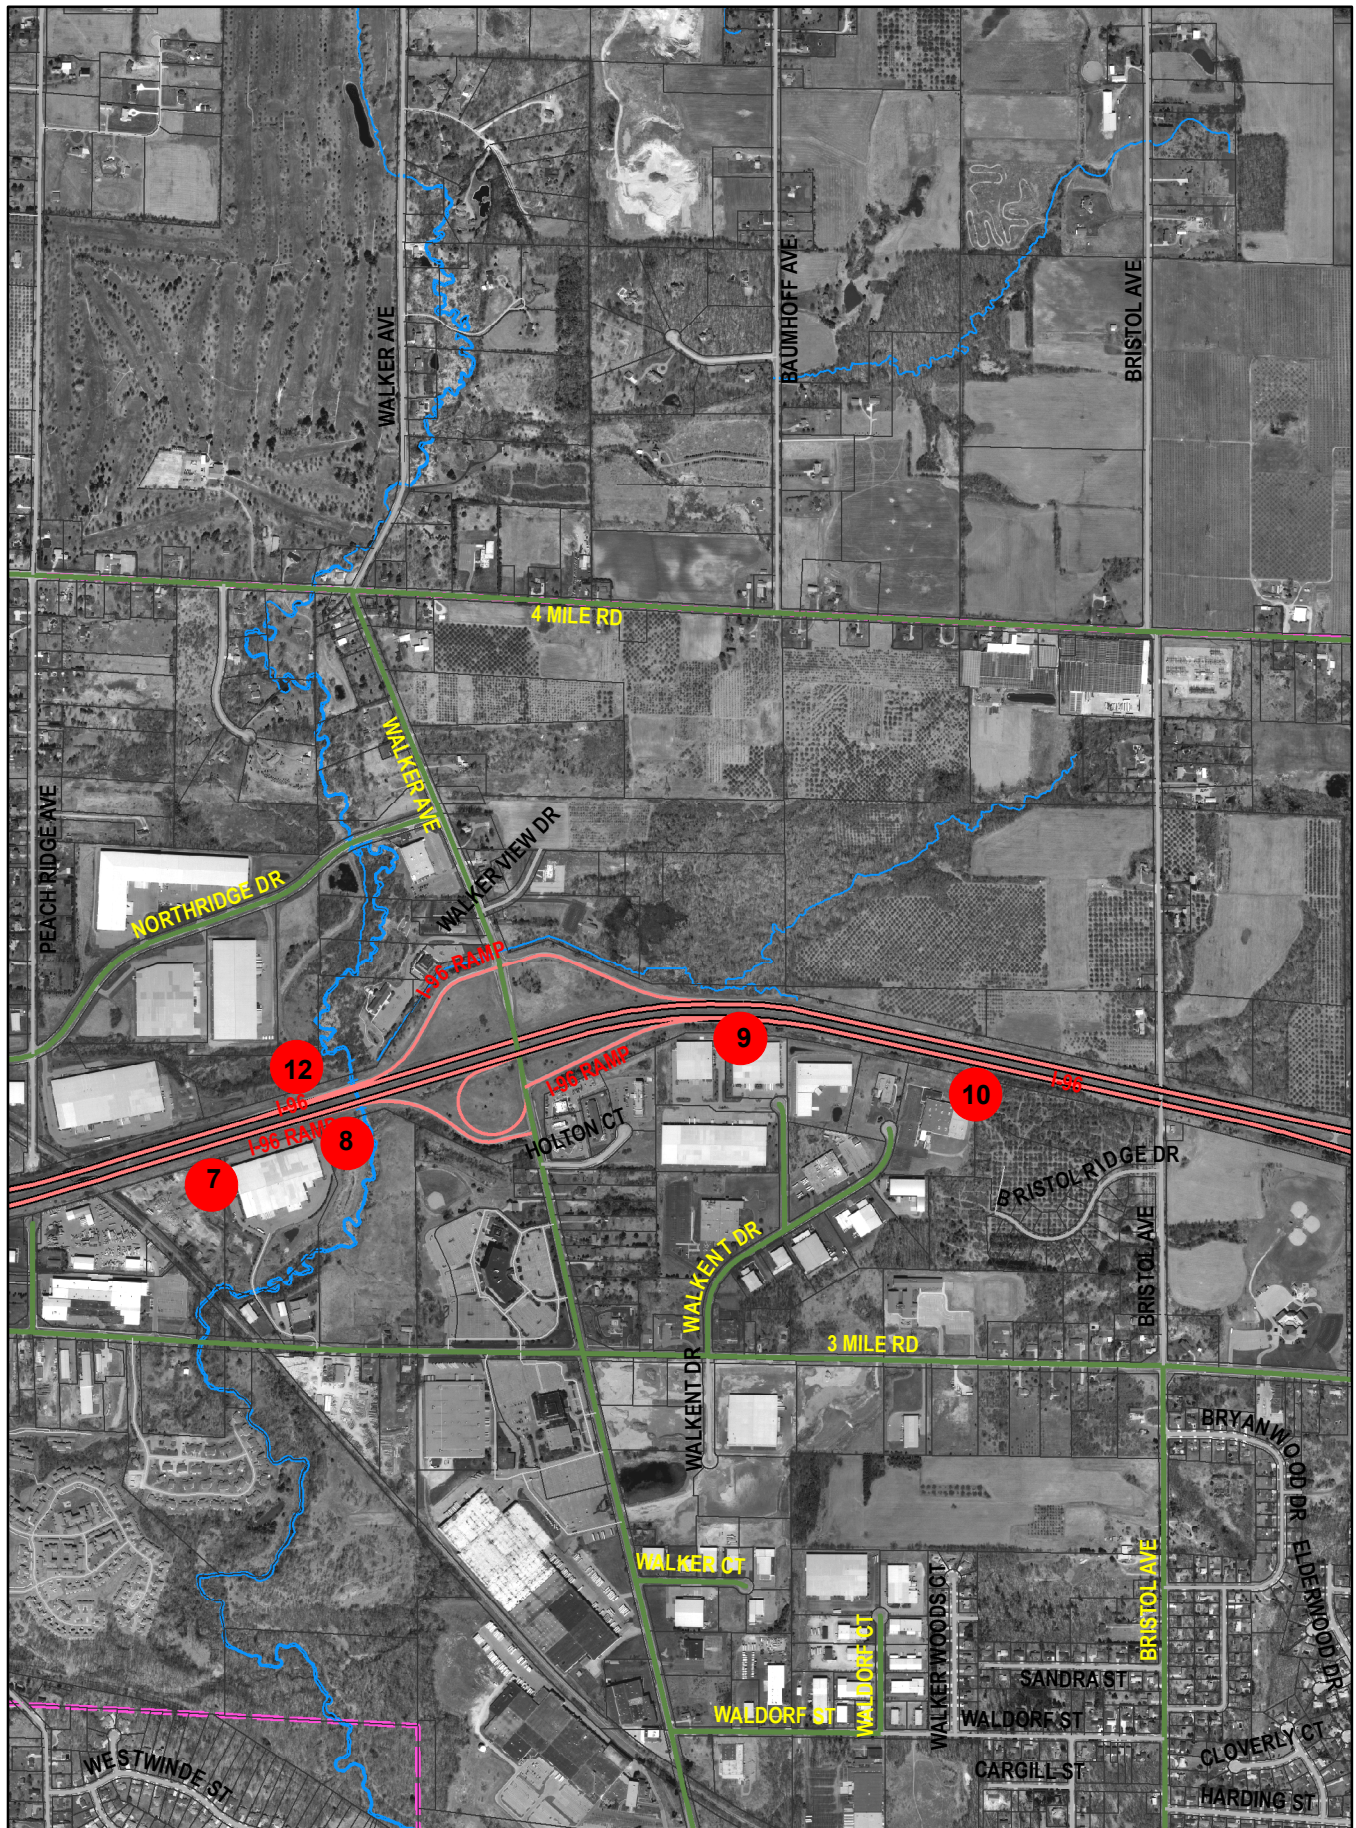 WALKER AVE
BAUMHOFF AVE
BRISTOL AVE
4 MILE RD
WALKER AVE
PEACH RIDGE AVE
WALKER VIEW DR
NORTHRIDGE DR
I-96 RAMP
9
I-96 RAMP
12
I-96
10
I-96
I-96 RAMP
8
7
HOLTON CT
BRISTOL RIDGE DR
BRISTOL AVE
WALKENT DR
3 MILE RD
WALKENT DR
BRYANWOOD DR
ELDERWOOD DR
WALKER CT
BRISTOL AVE
WALKER WOODS CT
WALDORF CT
SANDRA ST
WALDORF ST
WALDORF ST
CARGILL ST
CLOVERLY CT
WESTWINDE ST
HARDING ST